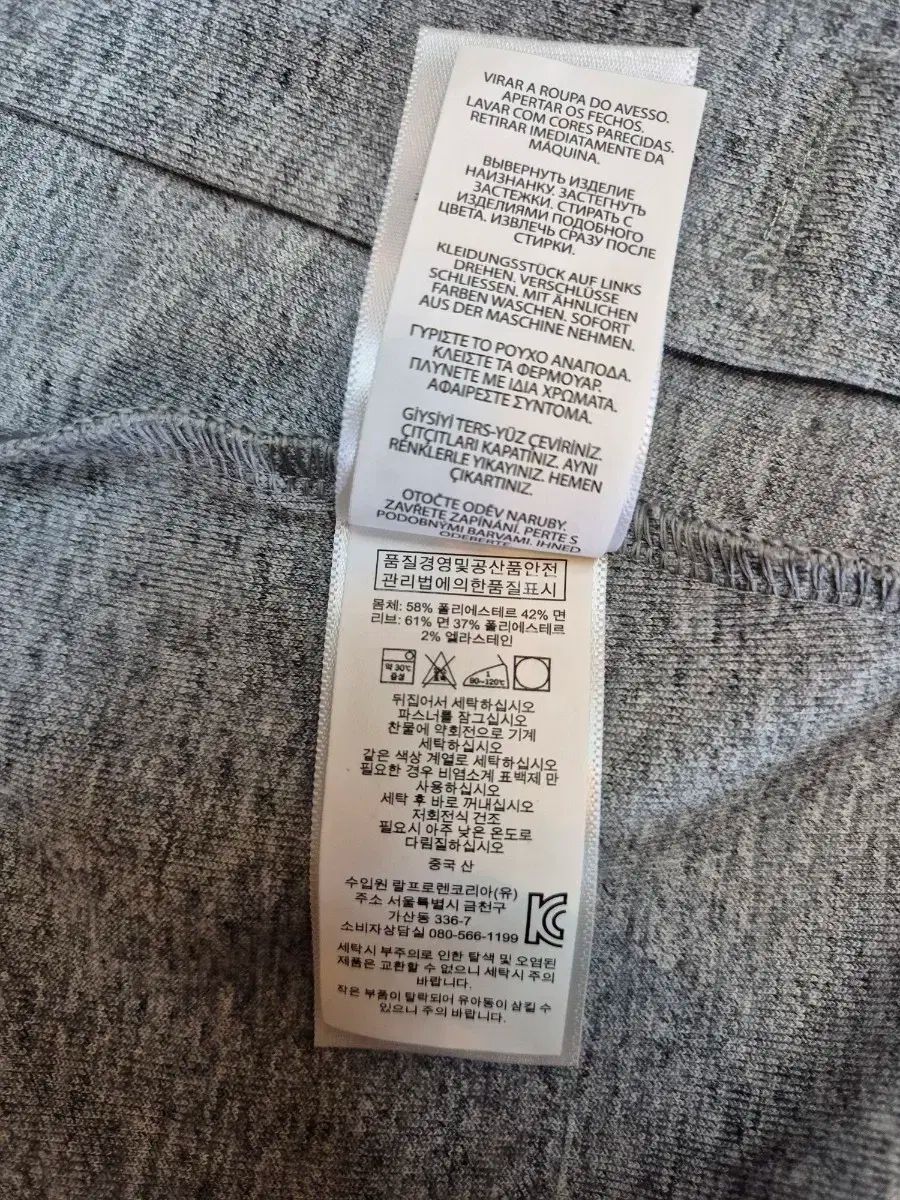 VIRAR A ROUPA DO AVESSO.
APERTAR OS FECHOS.
LAVAR COM CORES PARECIDAS.
RETIRAR IMEDIATAMENTE DA
MÁQUINA.
ВЫВЕРНУТЬ ИЗДЕЛИЕ
НАИЗНАНКУ. ЗАСТЕГНУТЬ
ЗАСТЕЖКИ. СТИРАТЬ С
ИЗДЕЛИЯМИ ПОДОБНОГО
ЦВЕТА. ИЗВЛЕЧЬ СРАЗУ ПОСЛЕ
СТИРКИ.
KLEIDUNGSSTÜCK AUF LINKS
DREHEN. VERSCHLÜSSE
SCHLIESSEN. MIT ÄHNLICHEN
FARBEN WASCHEN. SOFORT
AUS DER MASCHINE NEHMEN.
ΓΥΡΙΣΤΕ ΤΟ ΡΟΥΧΟ ΑΝΑΠΟΔΑ.
ΚΛΕΙΣΤΕ ΤΑ ΦΕΡΜΟΥΑΡ.
ΠΛΥΝΕΤΕ ΜΕ ΙΔΙΑ ΧΡΩΜΑΤΑ.
ΑΦΑΙΡΕΣΤΕ ΣΥΝΤΟΜΑ.
GİYSİYİ TERS-YÜZ ÇEVİRİNİZ.
ÇITÇITLARI KAPATINIZ. AYNI
RENKLERLE YIKAYINIZ. HEMEN
ÇIKARTINIZ.
OTOČTE ODĚV NARUBY.
ZAVŘETE ZAPÍNÁNÍ. PERTE S
PODOBNÝMI BARVAMI. IHNED
ODEBERTE
품질경영및공산품안전
관리법에의한품질표시
몸체: 58% 폴리에스테르 42% 면
리브: 61% 면 37% 폴리에스테르
2% 엘라스테인
약 30℃
중성
90~120℃
뒤집어서 세탁하십시오
파스너를 잠그십시오
찬물에 약회전으로 기계
세탁하십시오
같은 색상 계열로 세탁하십시오
필요한 경우 비염소계 표백제 만
사용하십시오
세탁 후 바로 꺼내십시오
저회전식 건조
필요시 아주 낮은 온도로
다림질하십시오
중국 산
수입원 랄프로렌코리아(유)
주소 서울특별시 금천구
가산동 336-7
소비자상담실 080-566-1199
세탁시 부주의로 인한 탈색 및 오염된
제품은 교환할 수 없으니 세탁시 주의
바랍니다.
작은 부품이 탈락되어 유아동이 삼킬 수
있으니 주의 바랍니다.